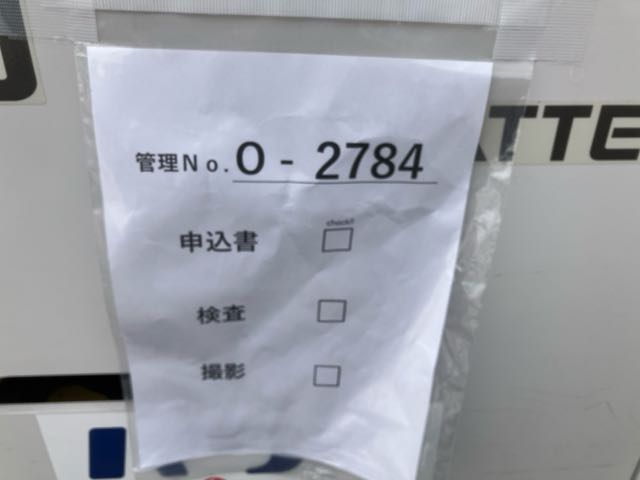 管理No. O - 2784
check!!
申込書 □
検査 □
撮影 □
ATTE